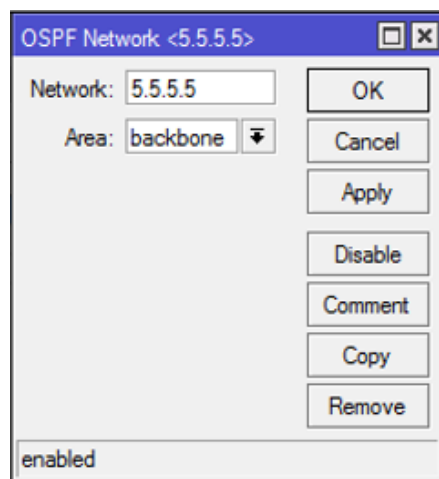 OSPF Network <5.5.5.5>
Network: 5.5.5.5
Area: backbone
OK
Cancel
Apply
Disable
Comment
Copy
Remove
enabled